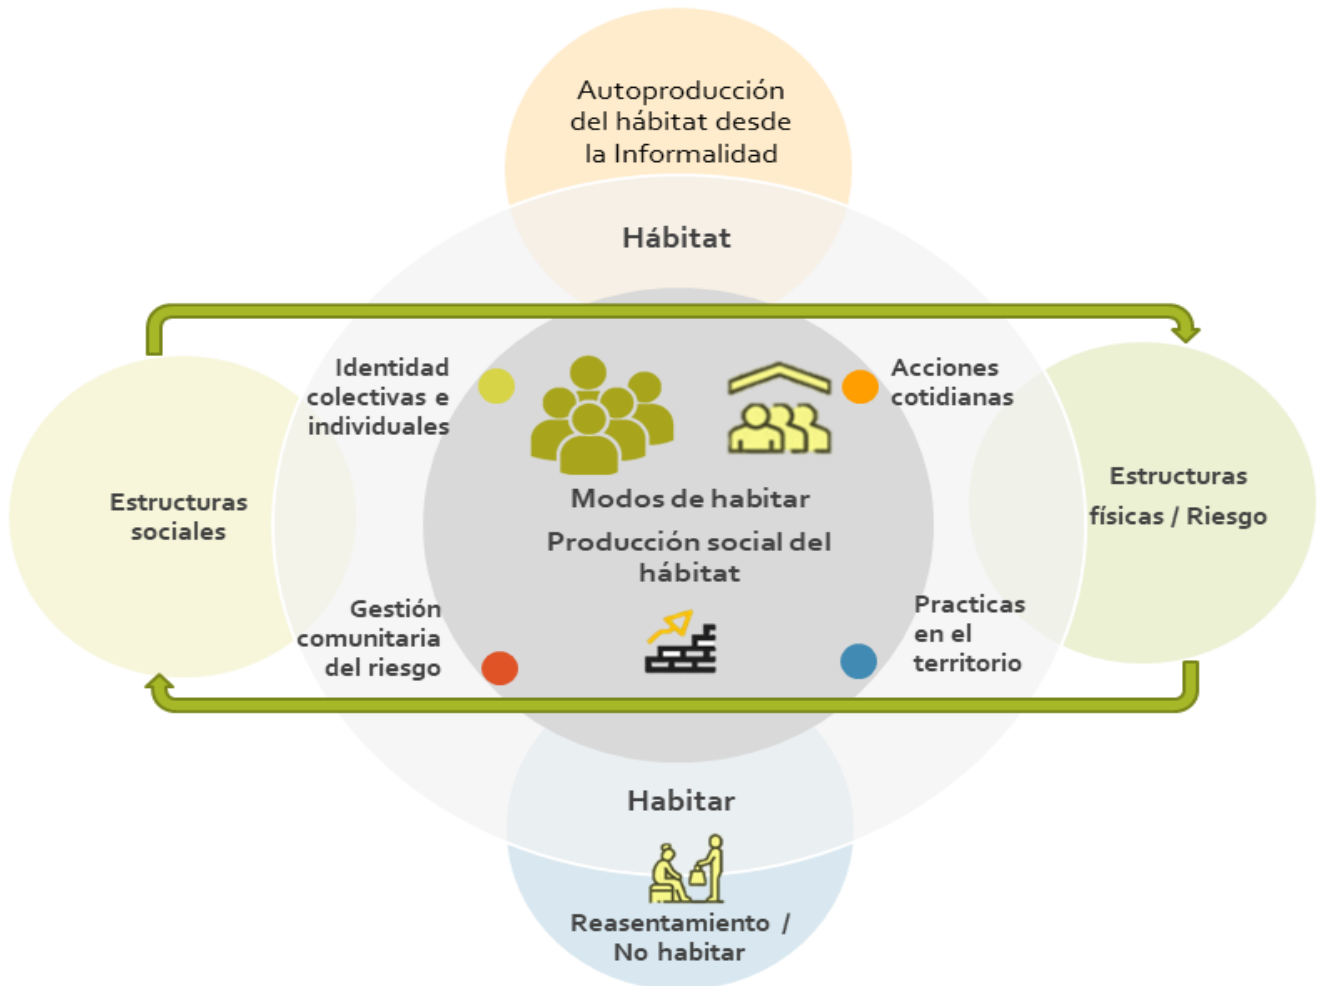 Autoproducción
del hábitat desde
la Informalidad
Hábitat
Identidad
colectivas e
individuales
Acciones
cotidianas
Estructuras
sociales
Modos de habitar
Producción social del
hábitat
Estructuras
físicas / Riesgo
Gestión
comunitaria
del riesgo
Practicas
en el
territorio
Habitar
Reasentamiento /
No habitar